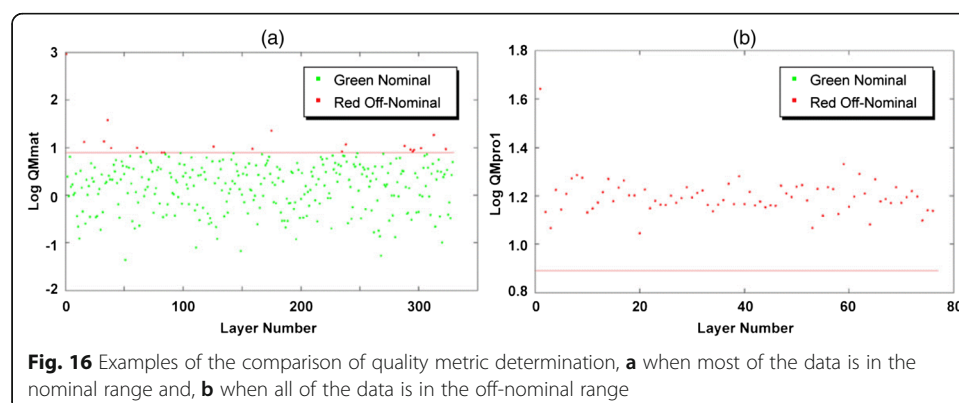 (a)
(b)
3
2
1
0
-1
-2
Log QMmat
Green Nominal
Red Off-Nominal
0
100
200
300
Layer Number
1.8
1.6
1.4
1.2
1.0
0.8
Log QMpro1
Green Nominal
Red Off-Nominal
0
20
40
60
80
Layer Number
Fig. 16 Examples of the comparison of quality metric determination, a when most of the data is in the
nominal range and, b when all of the data is in the off-nominal range